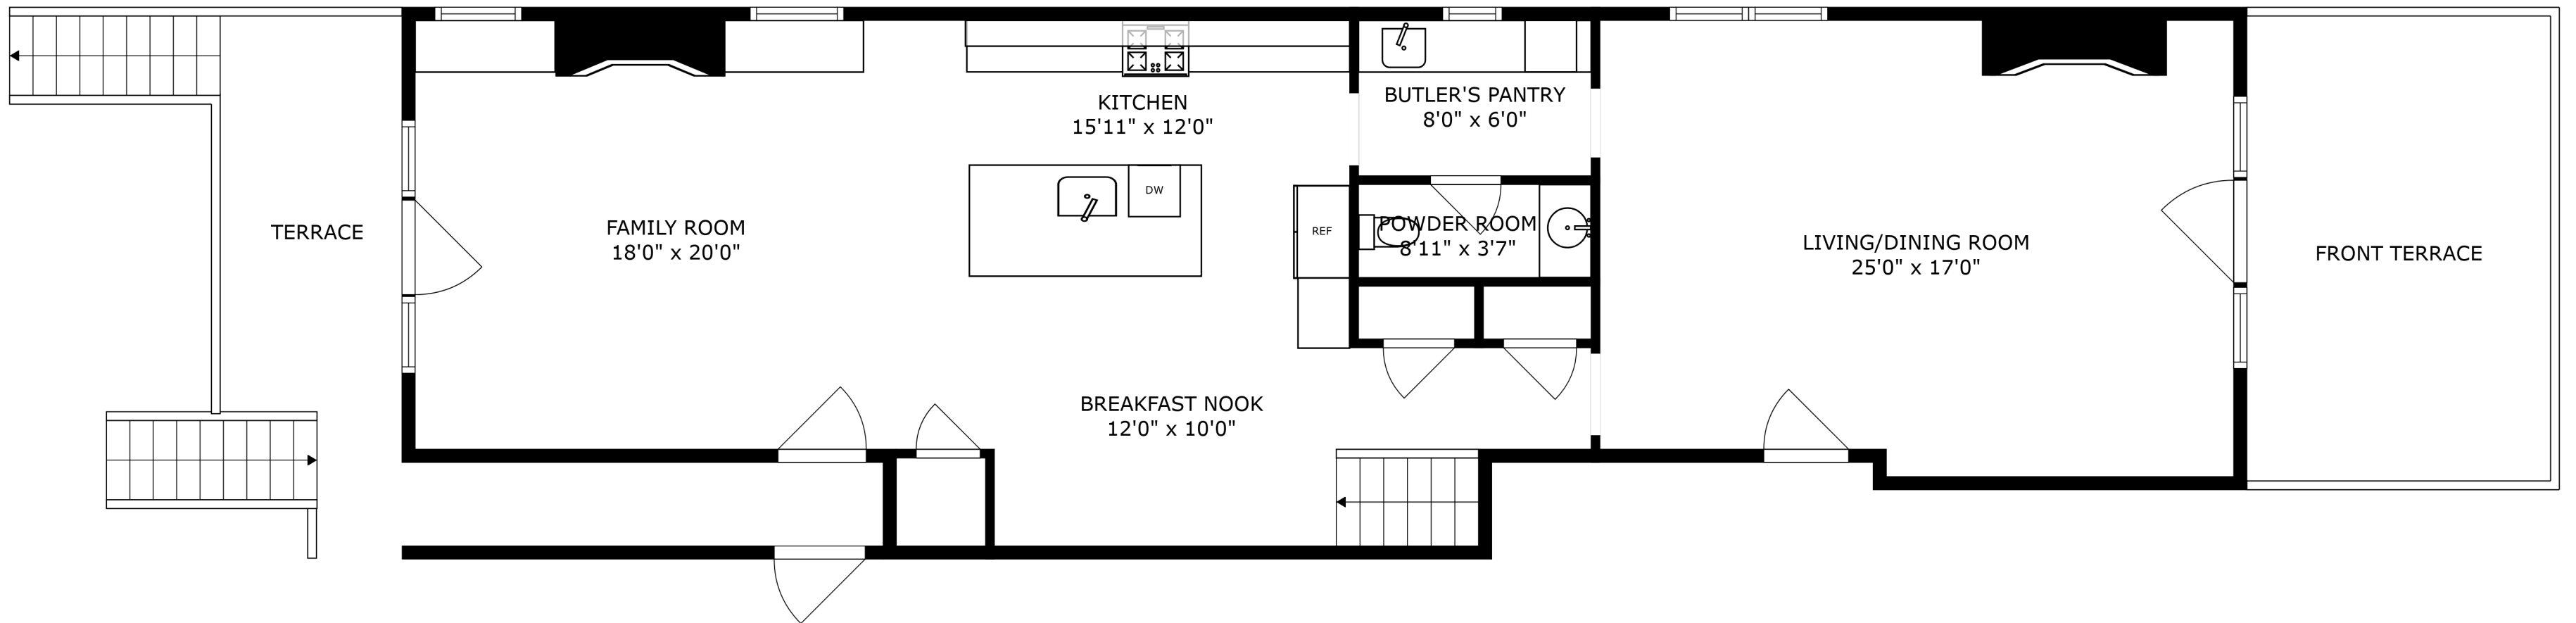 KITCHEN
15'11" x 12'0"
BUTLER'S PANTRY
8'0" x 6'0"
DW
TERRACE
FAMILY ROOM
18'0" x 20'0"
REF
POWDER ROOM
8'11" x 3'7"
LIVING/DINING ROOM
25'0" x 17'0"
FRONT TERRACE
BREAKFAST NOOK
12'0" x 10'0"